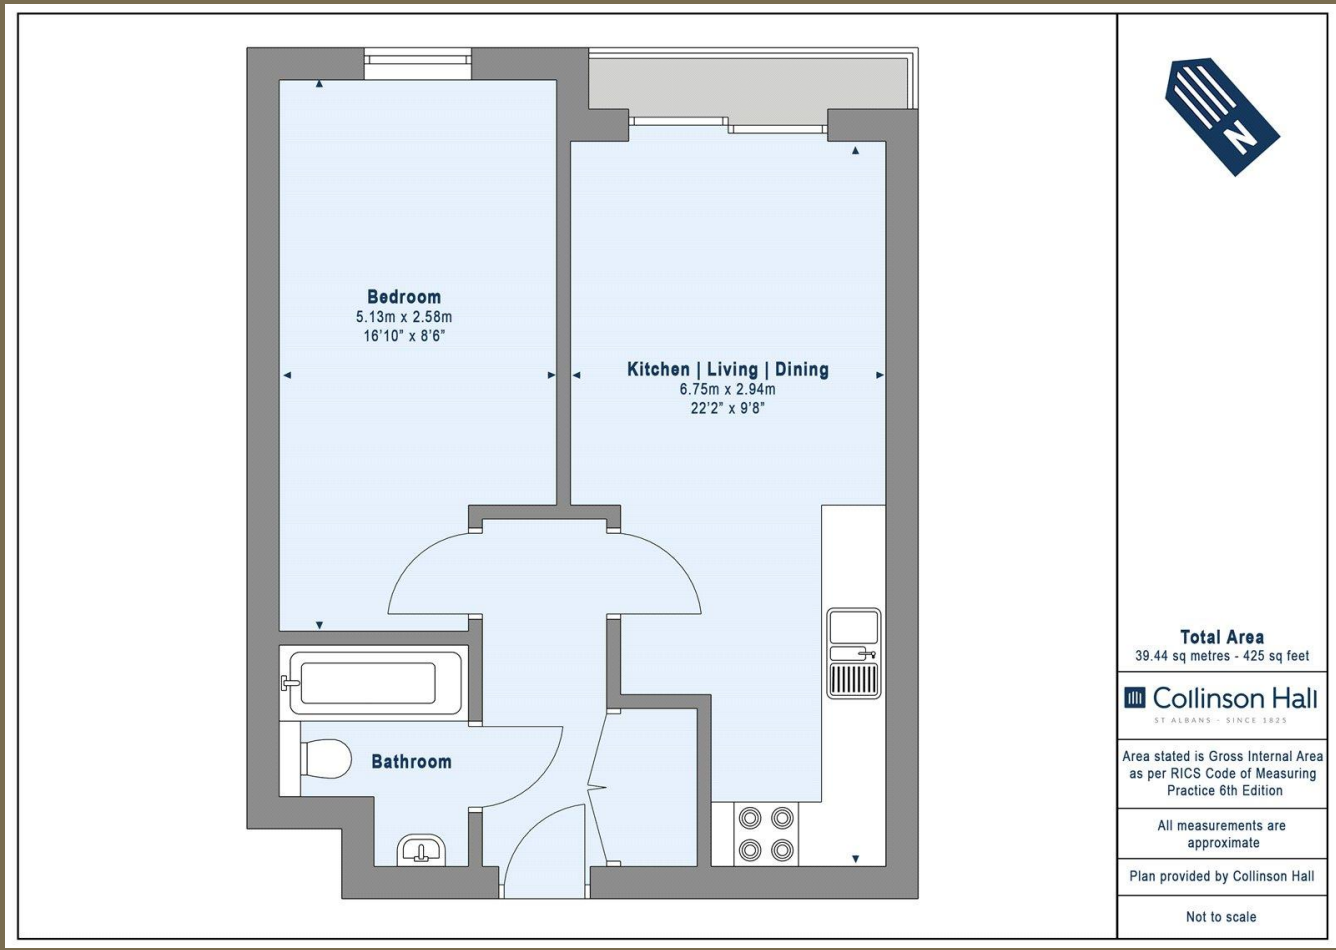 Bedroom
5.13m x 2.58m
16'10" x 8'6"
Kitchen | Living | Dining
6.75m x 2.94m
22'2" x 9'8"
Bathroom
N
Total Area
39.44 sq metres - 425 sq feet
Collinson Hall
ST ALBANS - SINCE 1825
Area stated is Gross Internal Area
as per RICS Code of Measuring
Practice 6th Edition
All measurements are
approximate
Plan provided by Collinson Hall
Not to scale